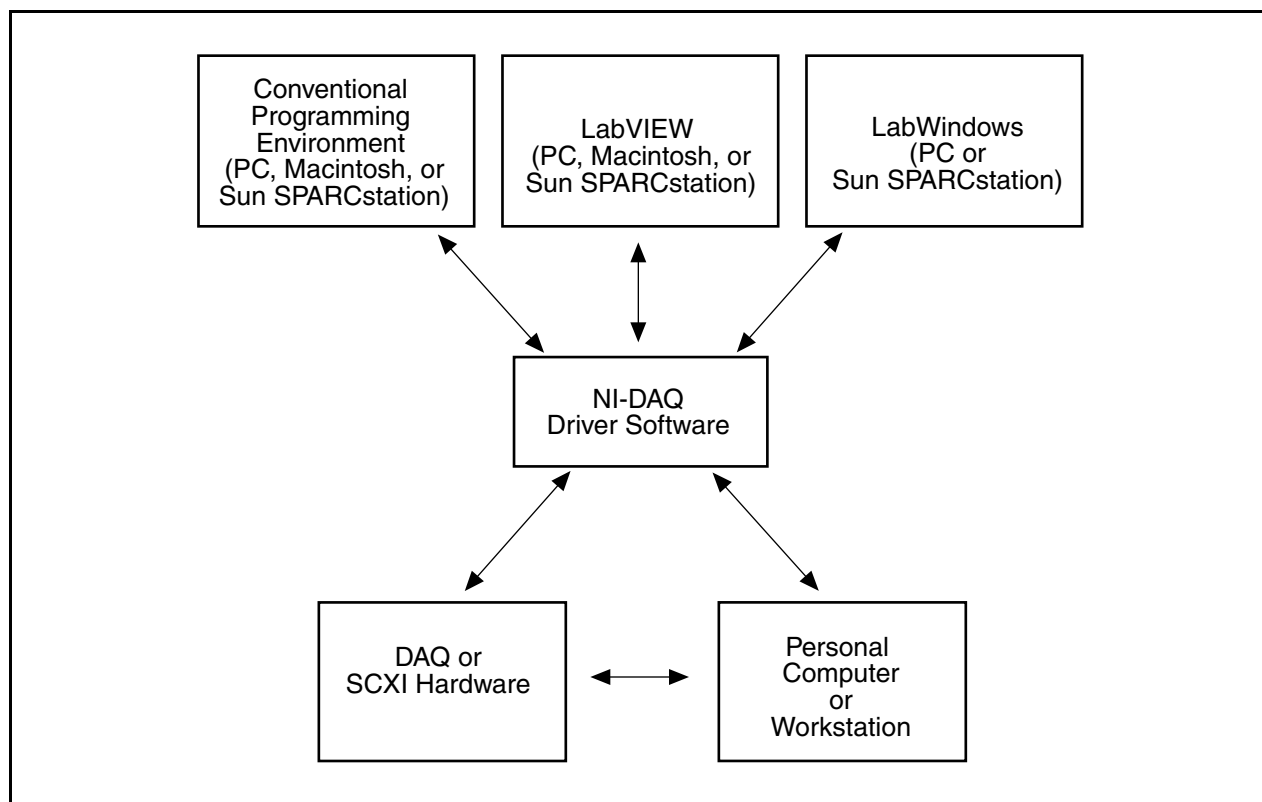 Conventional
Programming
Environment
(PC, Macintosh, or
Sun SPARCstation)
LabVIEW
(PC, Macintosh, or
Sun SPARCstation)
LabWindows
(PC or
Sun SPARCstation)
NI-DAQ
Driver Software
DAQ or
SCXI Hardware
Personal
Computer
or
Workstation